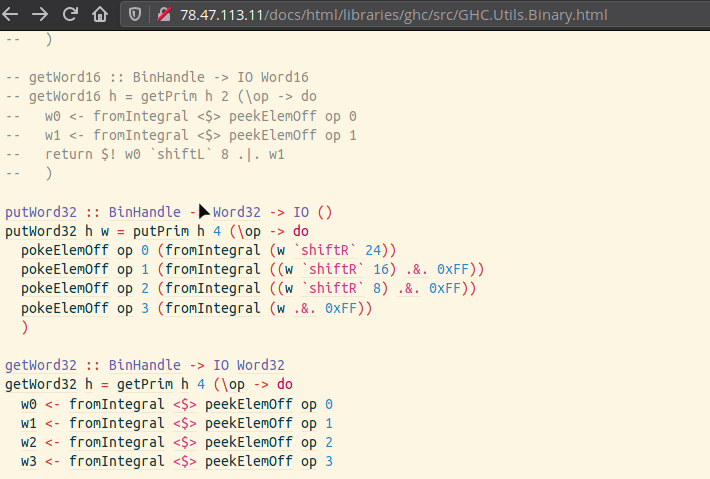 78.47.113.11/docs/html/libraries/ghc/src/GHC.Utils.Binary.html
--   )
-- getWord16 :: BinHandle -> IO Word16
-- getWord16 h = getPrim h 2 (\op -> do
--   w0 <- fromIntegral <$> peekElemOff op 0
--   w1 <- fromIntegral <$> peekElemOff op 1
--   return $! w0 `shiftL` 8 .|. w1
--   )
putWord32 :: BinHandle -> Word32 -> IO ()
putWord32 h w = putPrim h 4 (\op -> do
  pokeElemOff op 0 (fromIntegral (w `shiftR` 24))
  pokeElemOff op 1 (fromIntegral ((w `shiftR` 16) .&. 0xFF))
  pokeElemOff op 2 (fromIntegral ((w `shiftR` 8) .&. 0xFF))
  pokeElemOff op 3 (fromIntegral (w .&. 0xFF))
  )
getWord32 :: BinHandle -> IO Word32
getWord32 h = getPrim h 4 (\op -> do
  w0 <- fromIntegral <$> peekElemOff op 0
  w1 <- fromIntegral <$> peekElemOff op 1
  w2 <- fromIntegral <$> peekElemOff op 2
  w3 <- fromIntegral <$> peekElemOff op 3